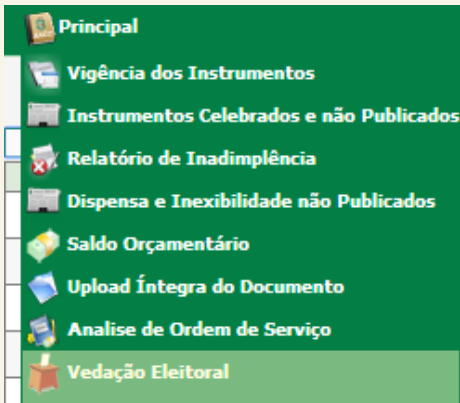 Principal
Vigência dos Instrumentos
Instrumentos Celebrados e não Publicados
Relatório de Inadimplência
Dispensa e Inexibilidade não Publicados
Saldo Orçamentário
Upload Íntegra do Documento
Analise de Ordem de Serviço
Vedação Eleitoral